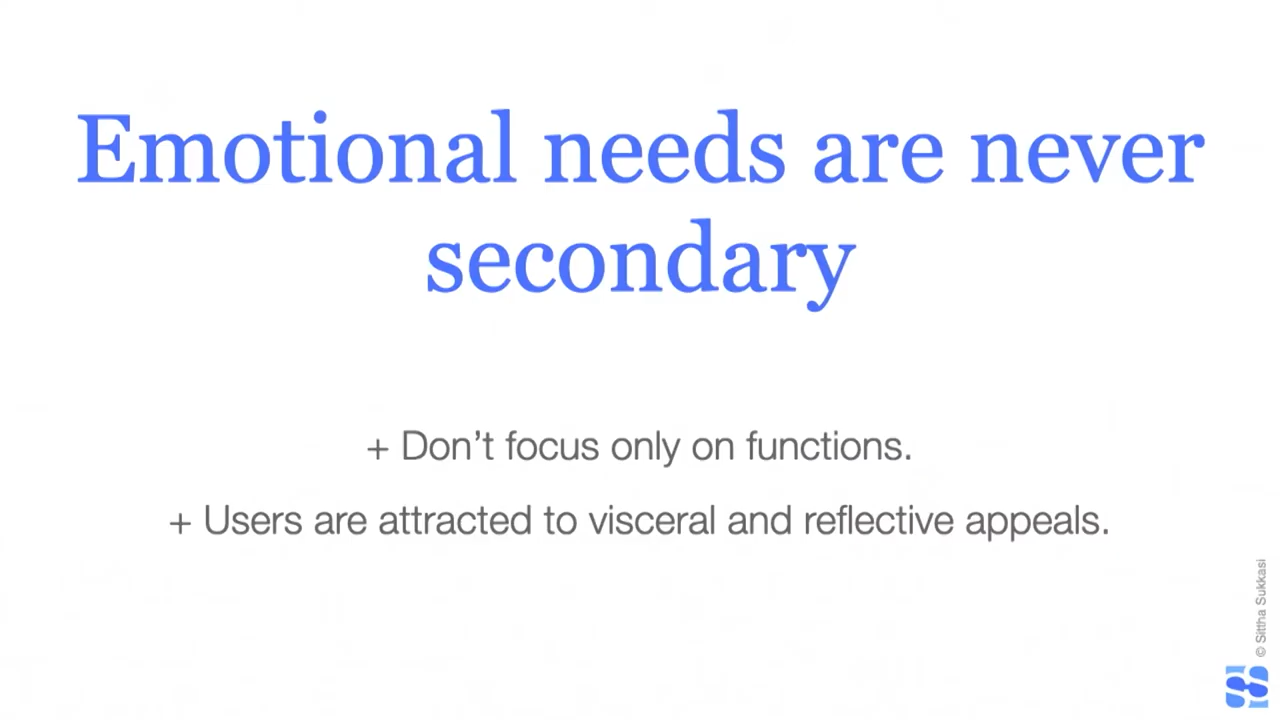 Emotional needs are never
secondary
+ Don’t focus only on functions.
+ Users are attracted to visceral and reflective appeals.
© Sittha Sukkasi